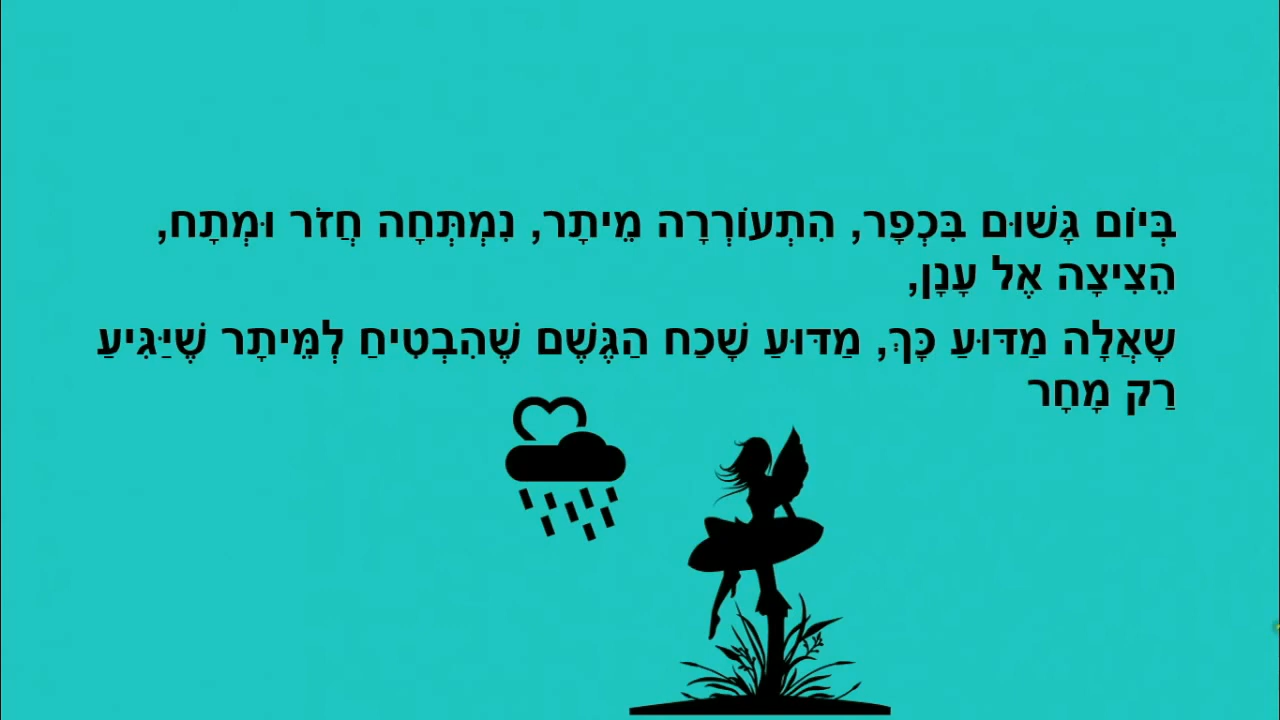 בְּיוֹם גָּשׁוּם בִּכְפָר, הִתְעוֹרְרָה מֵיתָר, נִמְתְּחָה חֲזֹר וּמְתָח,
הֵצִיצָה אֶל עָנָן,
שָאֲלָה מַדּוּעַ כָּךְ, מַדּוּעַ שָׁכַח הַגֶּשֶׁם שֶׁהִבְטִיחַ לְמֵּיתָר שֶׁיַּגִּיעַ
רַק מָחָר